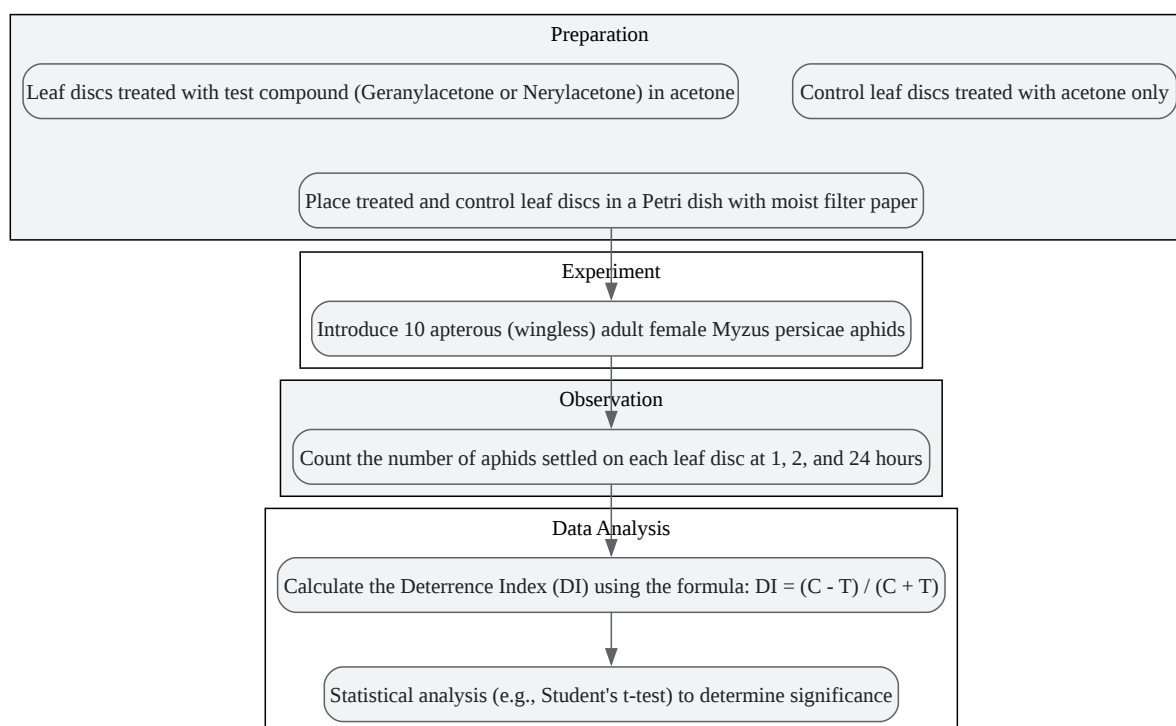 Preparation
Leaf discs treated with test compound (Geranylacetone or Nerylacetone) in acetone
Control leaf discs treated with acetone only
Place treated and control leaf discs in a Petri dish with moist filter paper
Experiment
Introduce 10 apterous (wingless) adult female Myzus persicae aphids
Observation
Count the number of aphids settled on each leaf disc at 1, 2, and 24 hours
Data Analysis
Calculate the Deterrence Index (DI) using the formula: DI = (C - T) / (C + T)
Statistical analysis (e.g., Student's t-test) to determine significance